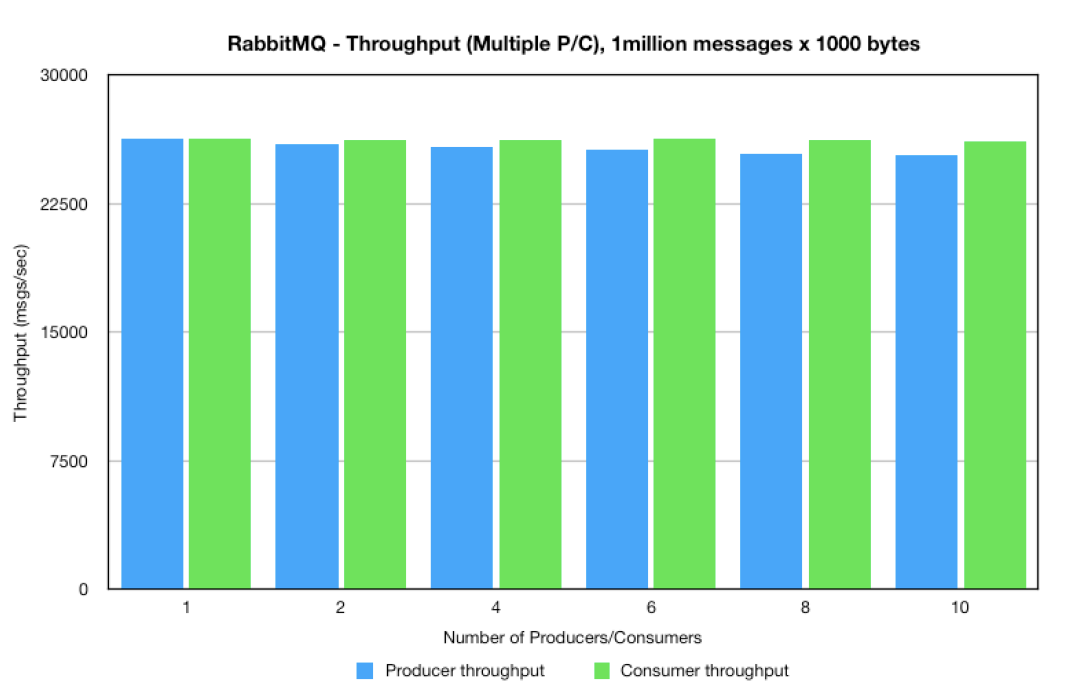 RabbitMQ - Throughput (Multiple P/C), 1million messages x 1000 bytes
30000
22500
15000
7500
0
Throughput (msgs/sec)
1 2 4 6 8 10
Number of Producers/Consumers
Producer throughput Consumer throughput